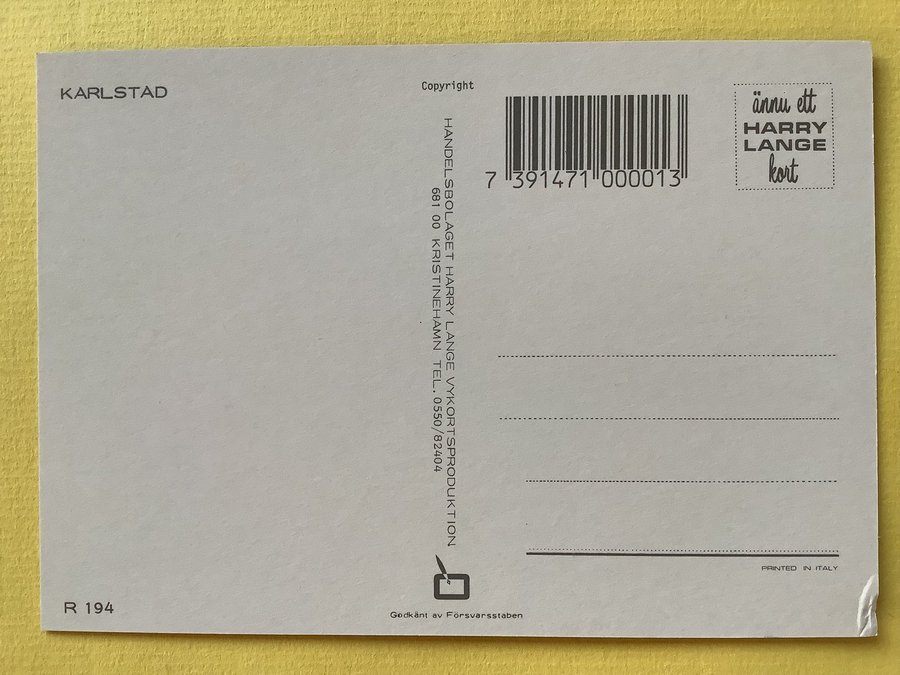 KARLSTAD
Copyright
HANDELSBOLAGET HARRY LANGE VYKORTSPRODUKTION
681 00 KRISTINEHAMN TEL. 0550/82404
7 391471 000013
ännu ett
HARRY
LANGE
kort
PRINTED IN ITALY
R 194
Godkänt av Försvarsstaben